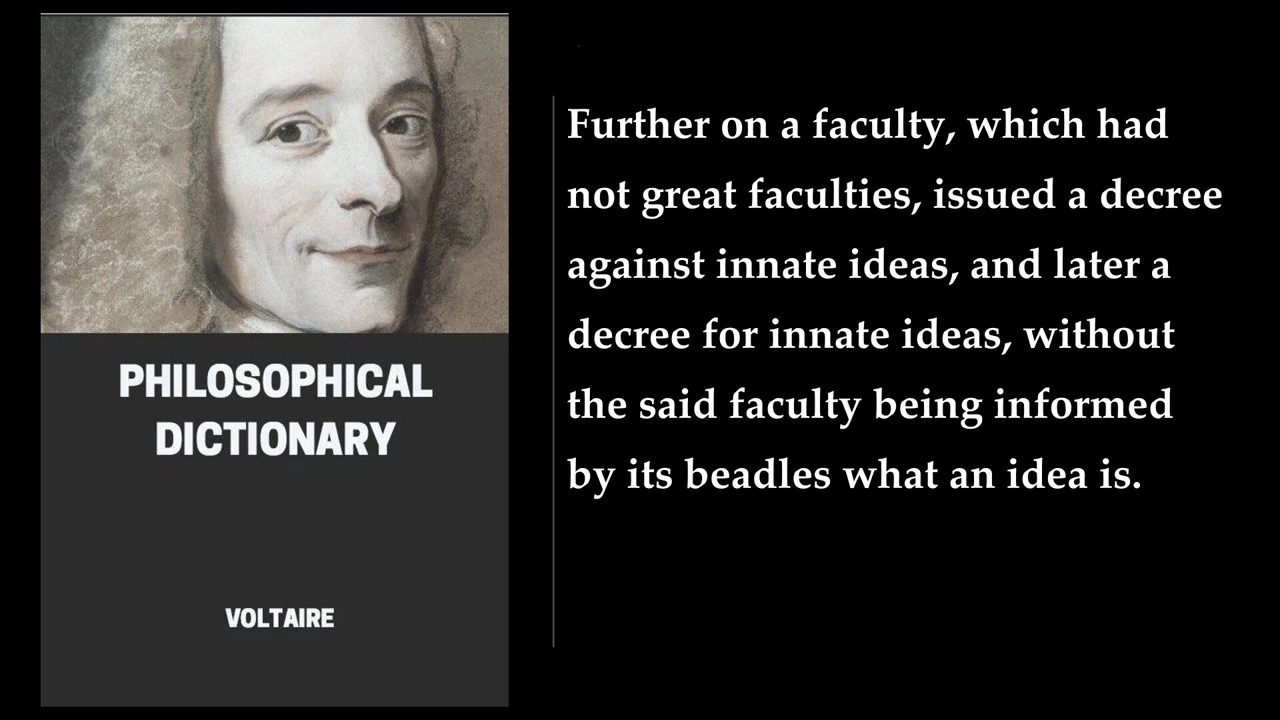 PHILOSOPHICAL
DICTIONARY
VOLTAIRE
Further on a faculty, which had
not great faculties, issued a decree
against innate ideas, and later a
decree for innate ideas, without
the said faculty being informed
by its beadles what an idea is.